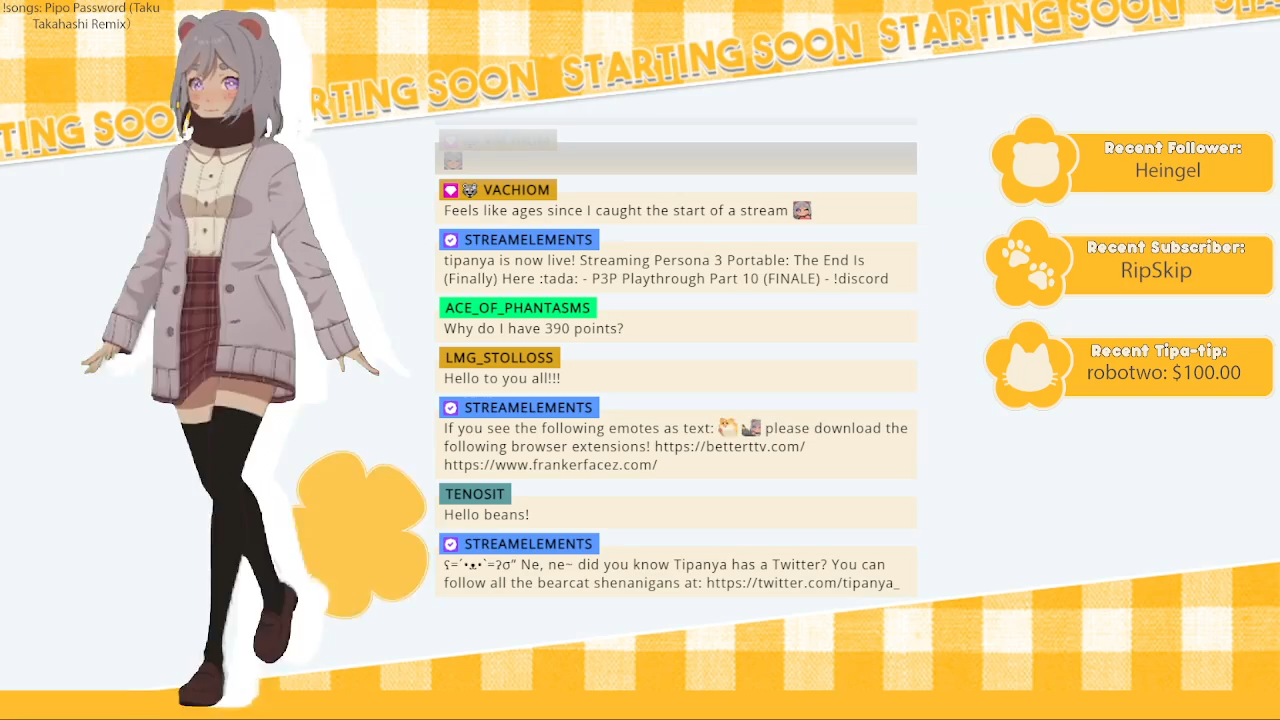 !songs: Pipo Password (Taku
Takahashi Remix)
TING SOO
RTING SOON
STARTING SOON
STARTING SOON
STA
VACHIOM
Feels like ages since I caught the start of a stream
STREAMELEMENTS
tipanya is now live! Streaming Persona 3 Portable: The End Is
(Finally) Here :tada: - P3P Playthrough Part 10 (FINALE) - !discord
ACE_OF_PHANTASMS
Why do I have 390 points?
LMG_STOLLOSS
Hello to you all!!!
STREAMELEMENTS
If you see the following emotes as text: please download the
following browser extensions! https://betterttv.com/
https://www.frankerfacez.com/
TENOSIT
Hello beans!
STREAMELEMENTS
ʕ=´•ᴥ•`=ʔσ" Ne, ne~ did you know Tipanya has a Twitter? You can
follow all the bearcat shenanigans at: https://twitter.com/tipanya_
Recent Follower:
Heingel
Recent Subscriber:
RipSkip
Recent Tipa-tip:
robotwo: $100.00